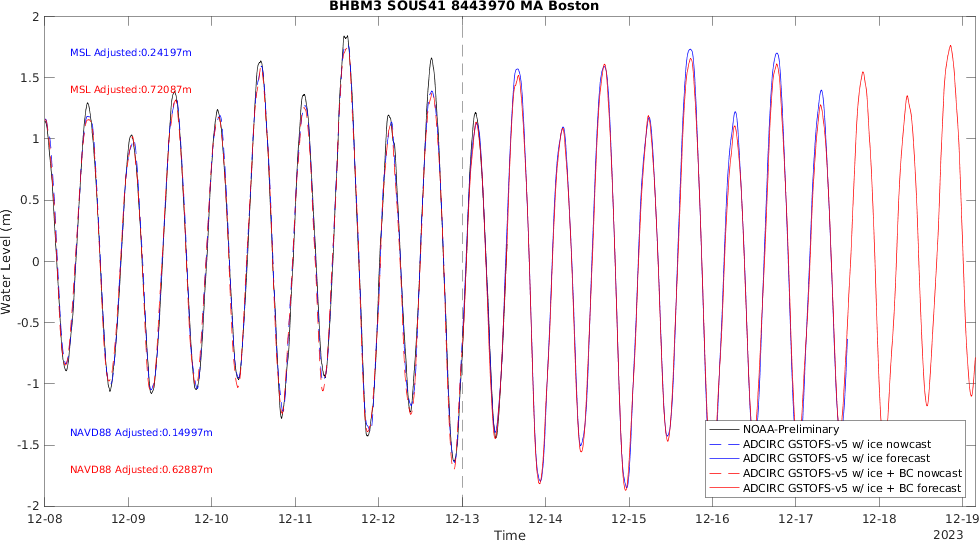 BHBM3 SOUS41 8443970 MA Boston
2
1.5
1
0.5
0
-0.5
-1
-1.5
-2
Water Level (m)
MSL Adjusted:0.24197m
MSL Adjusted:0.72087m
NAVD88 Adjusted:0.14997m
NAVD88 Adjusted:0.62887m
NOAA-Preliminary
ADCIRC GSTOFS-v5 w/ ice nowcast
ADCIRC GSTOFS-v5 w/ ice forecast
ADCIRC GSTOFS-v5 w/ ice + BC nowcast
ADCIRC GSTOFS-v5 w/ ice + BC forecast
12-08 12-09 12-10 12-11 12-12 12-13 12-14 12-15 12-16 12-17 12-18 12-19
Time
2023